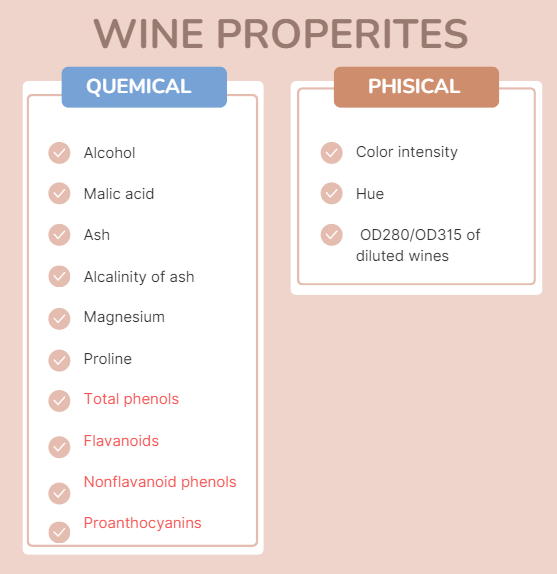 WINE PROPERITES
QUEMICAL
Alcohol
Malic acid
Ash
Alcalinity of ash
Magnesium
Proline
Total phenols
Flavanoids
Nonflavanoid phenols
Proanthocyanins
PHISICAL
Color intensity
Hue
OD280/OD315 of
diluted wines